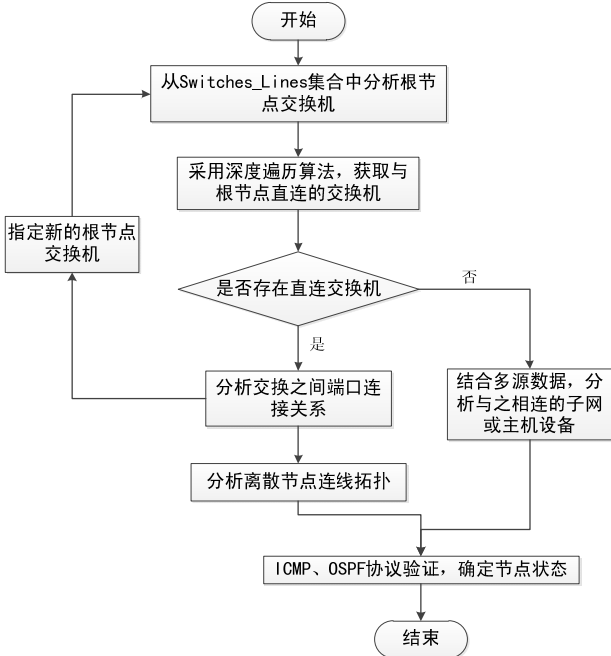 开始
从Switches_Lines集合中分析根节
点交换机
采用深度遍历算法，获取与
根节点直连的交换机
指定新的根节点
交换机
是否存在直连交换机
否
是
分析交换之间端口连
接关系
结合多源数据，分
析与之相连的子网
或主机设备
分析离散节点连线拓扑
ICMP、OSPF协议验证，确定节点状态
结束